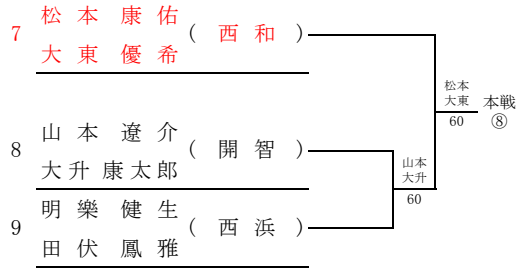 7 松本 康佑 ( 西和 )
大東 優希
松本
大東 本戦
60 ⑧
8 山本 遼介 ( 開智 )
大升 康太郎
山本
大升
60
9 明樂 健生 ( 西浜 )
田伏 鳳雅